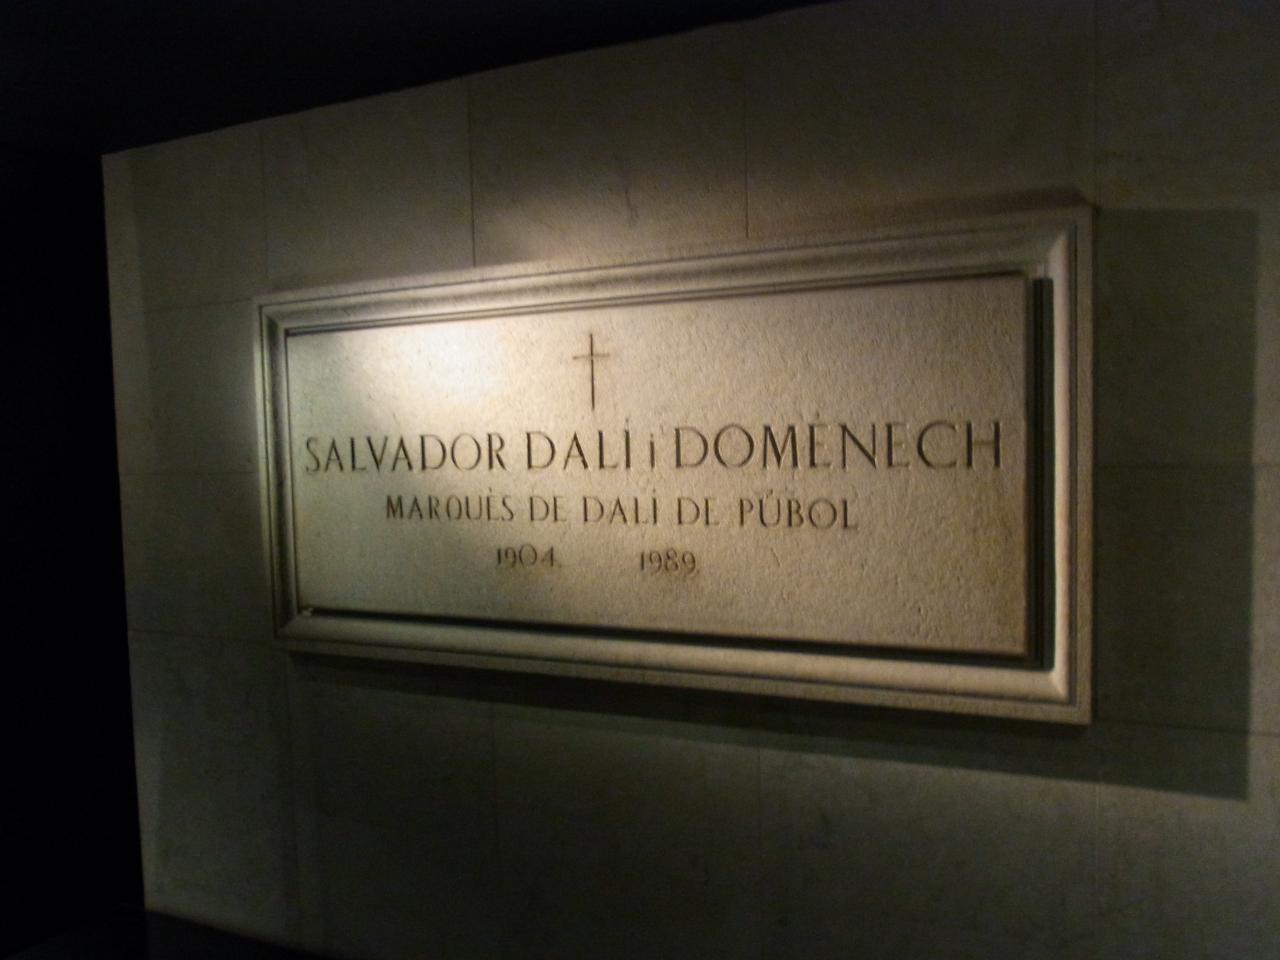 SALVADOR DALÍ i DOMÈNECH
MARQUÈS DE DALÍ DE PÚBOL
1904 1989